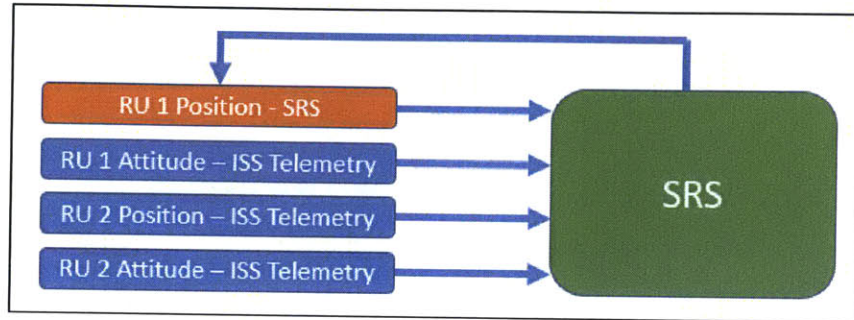 RU 1 Position - SRS
RU 1 Attitude – ISS Telemetry
RU 2 Position – ISS Telemetry
RU 2 Attitude – ISS Telemetry
SRS